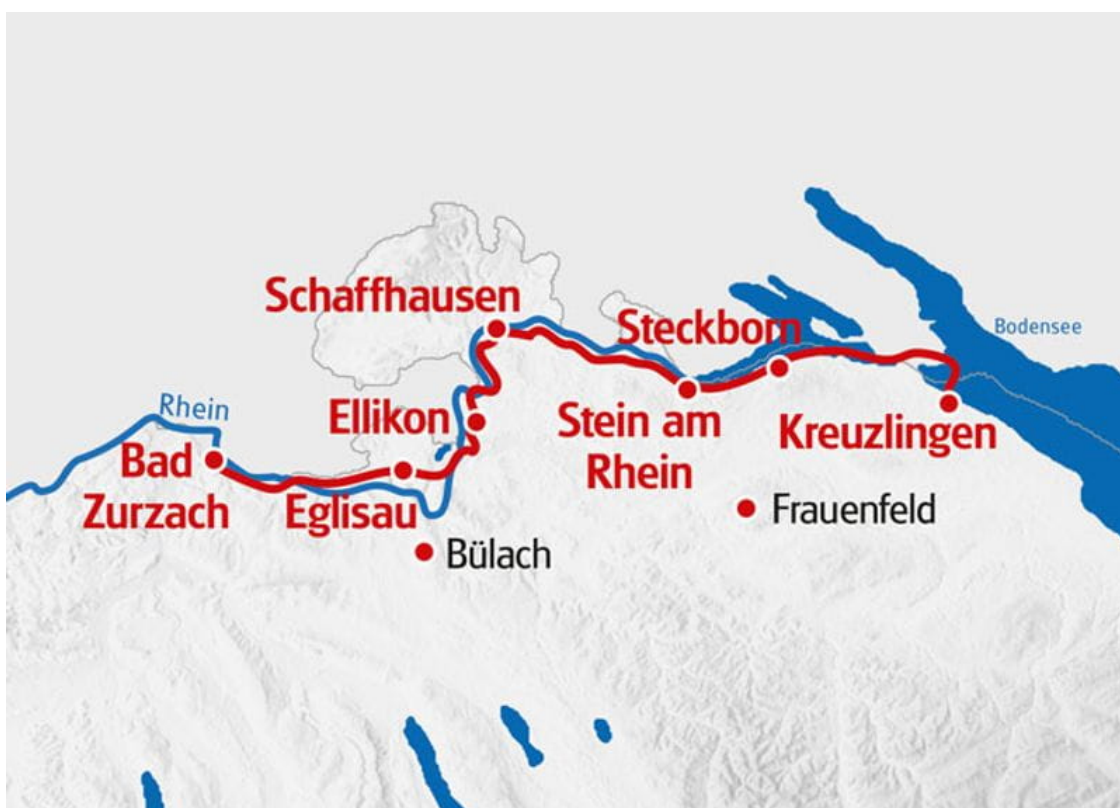 Schaffhausen
Steckborn
Bodensee
Rhein
Ellikon
Stein am
Rhein
Kreuzlingen
Bad
Zurzach
Eglisau
Frauenfeld
Bülach